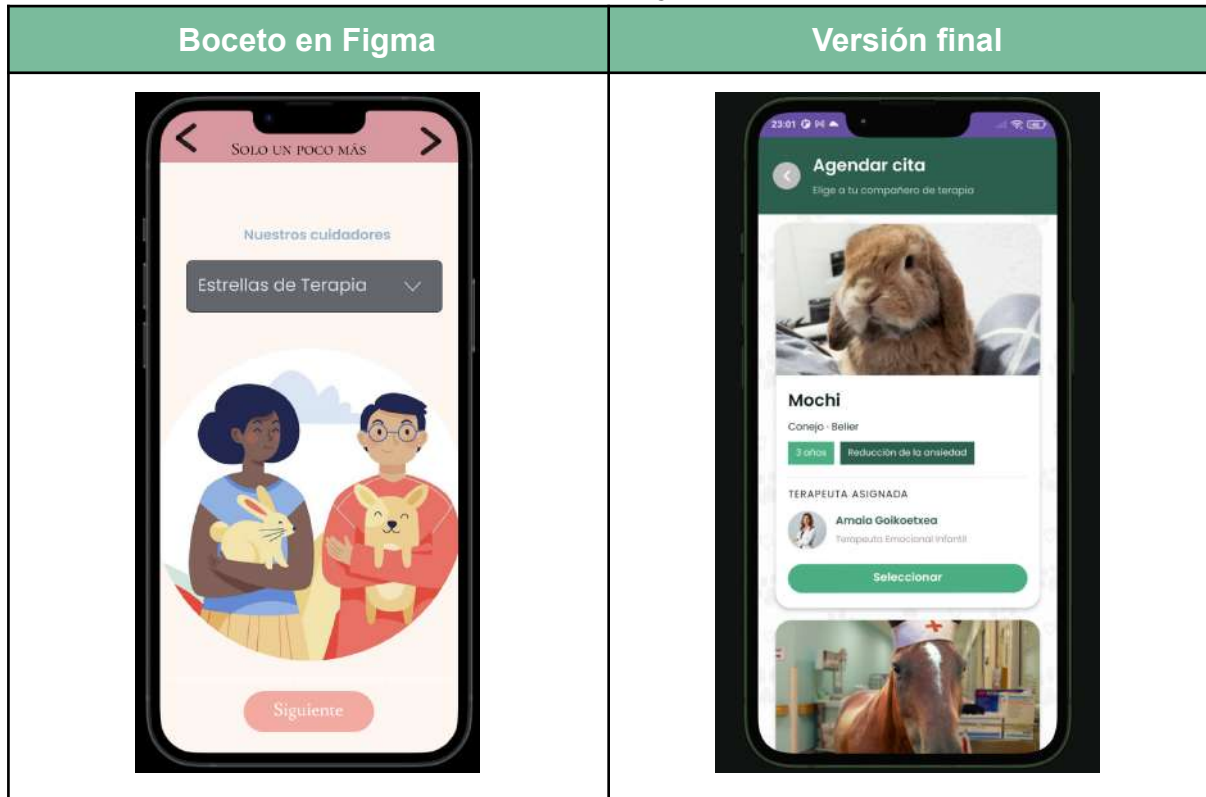 Boceto en Figma
Versión final
SOLO UN POCO MÁS
Nuestros cuidadores
Estrellas de Terapia
Siguiente
23:01
Agendar cita
Elige a tu compañero de terapia
Mochi
Conejo · Belier
3 años
Reducción de la ansiedad
TERAPEUTA ASIGNADA
Amaia Goikoetxea
Terapeuta Emocional Infantil
Seleccionar